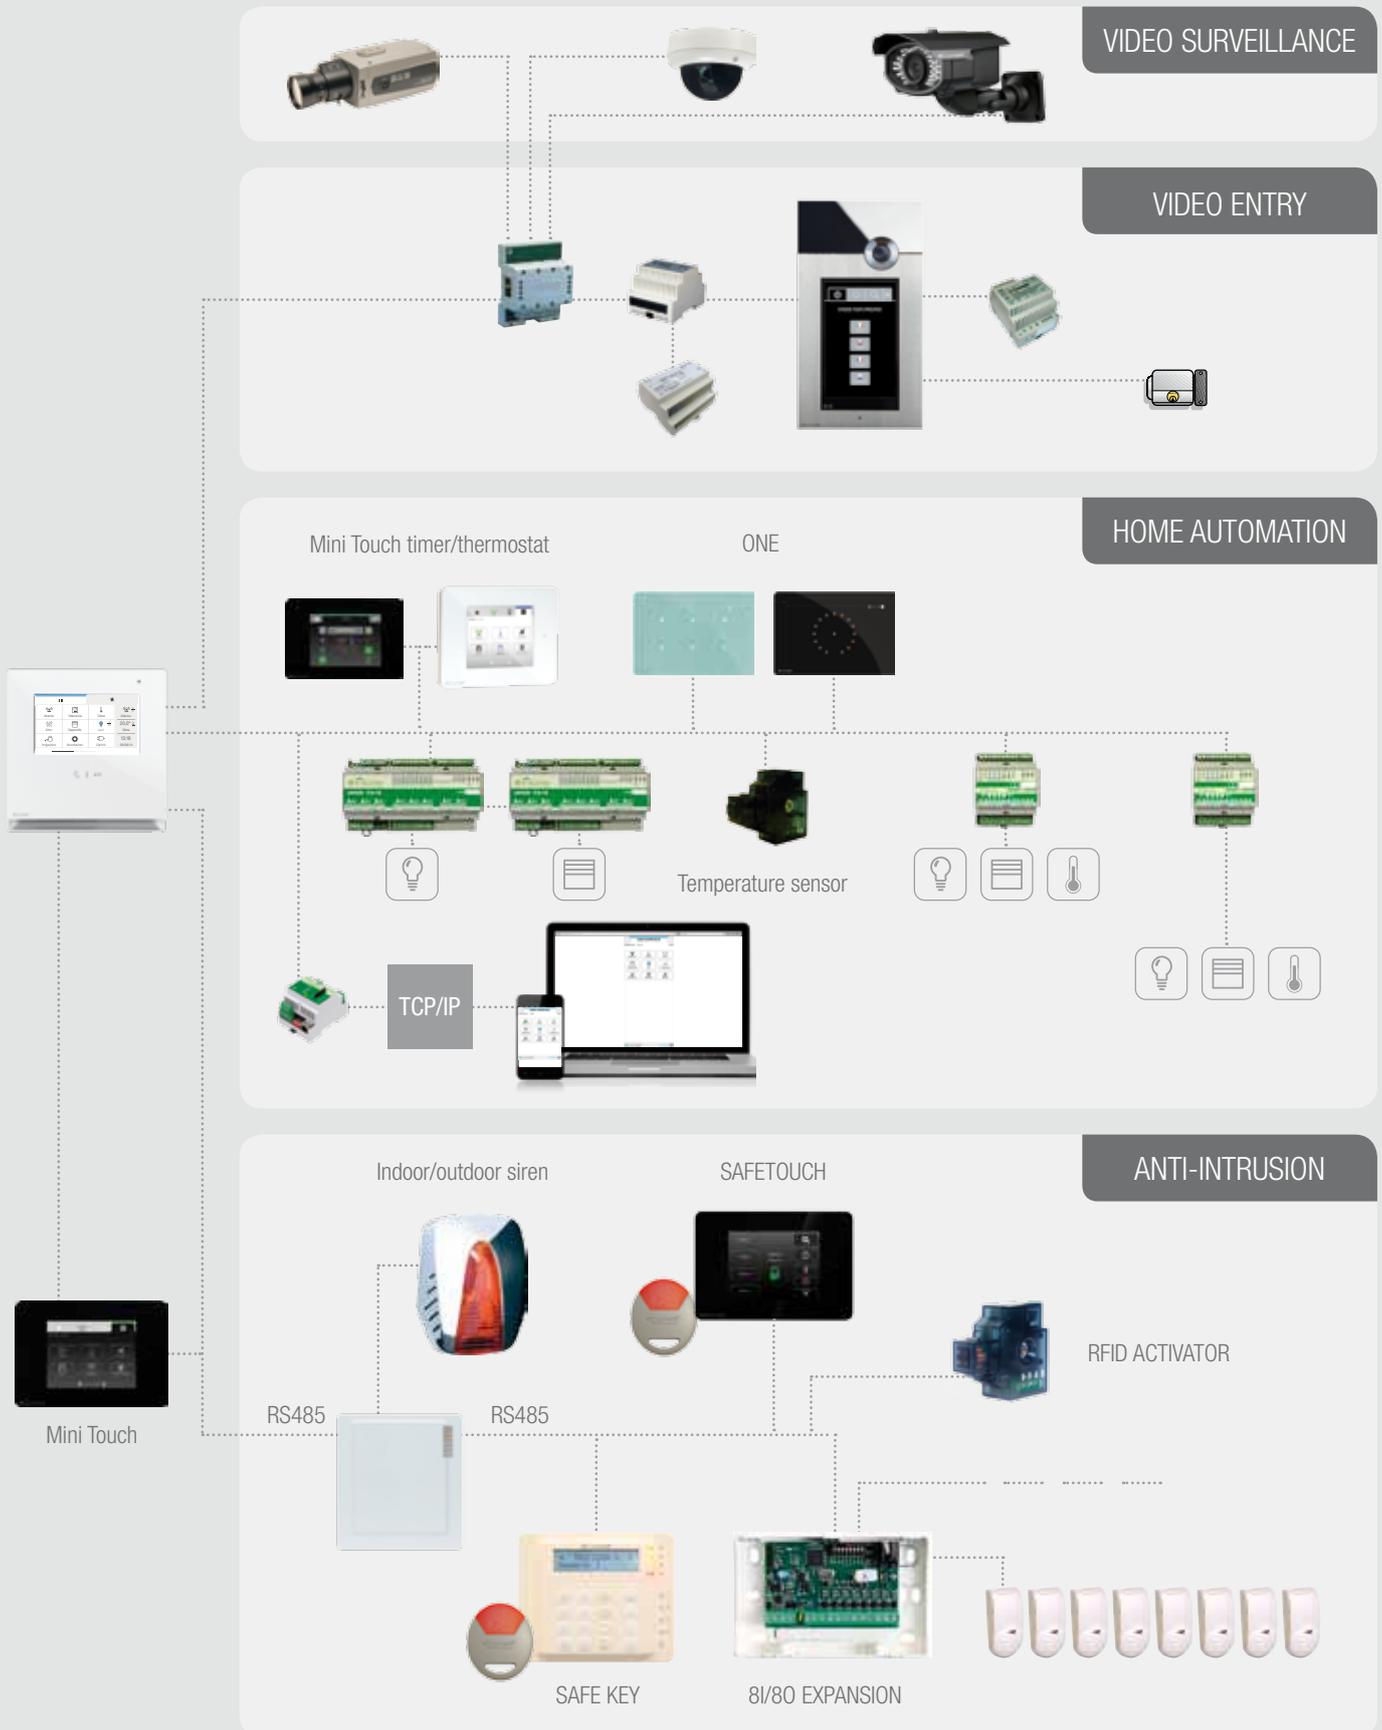 VIDEO SURVEILLANCE
VIDEO ENTRY
HOME AUTOMATION
Mini Touch timer/thermostat
ONE
Temperature sensor
TCP/IP
ANTI-INTRUSION
Indoor/outdoor siren
SAFETOUCH
RFID ACTIVATOR
RS485
RS485
Mini Touch
SAFE KEY
8I/8O EXPANSION